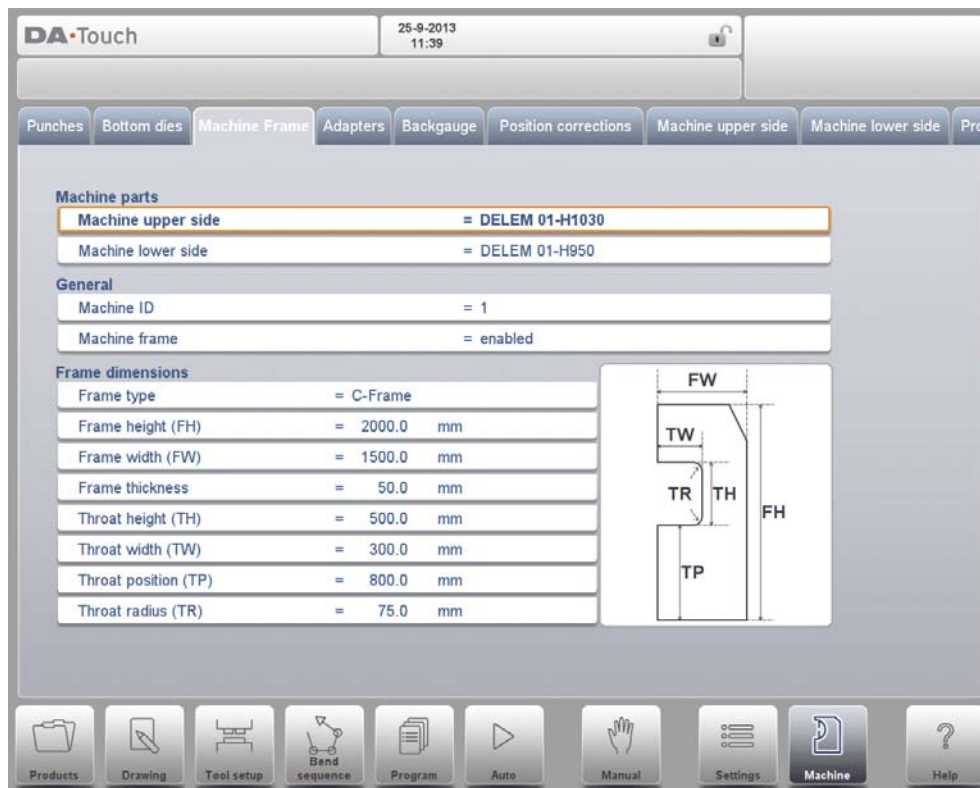 DA·Touch
25-9-2013
11:39
Punches Bottom dies Machine Frame Adapters Backgauge Position corrections Machine upper side Machine lower side
Machine parts
Machine upper side = DELEM 01-H1030
Machine lower side = DELEM 01-H950
General
Machine ID = 1
Machine frame = enabled
Frame dimensions
Frame type = C-Frame
Frame height (FH) = 2000.0 mm
Frame width (FW) = 1500.0 mm
Frame thickness = 50.0 mm
Throat height (TH) = 500.0 mm
Throat width (TW) = 300.0 mm
Throat position (TP) = 800.0 mm
Throat radius (TR) = 75.0 mm
FW
TW
TR TH
FH
TP
Products Drawing Tool setup Bend sequence Program Auto Manual Settings Machine Help